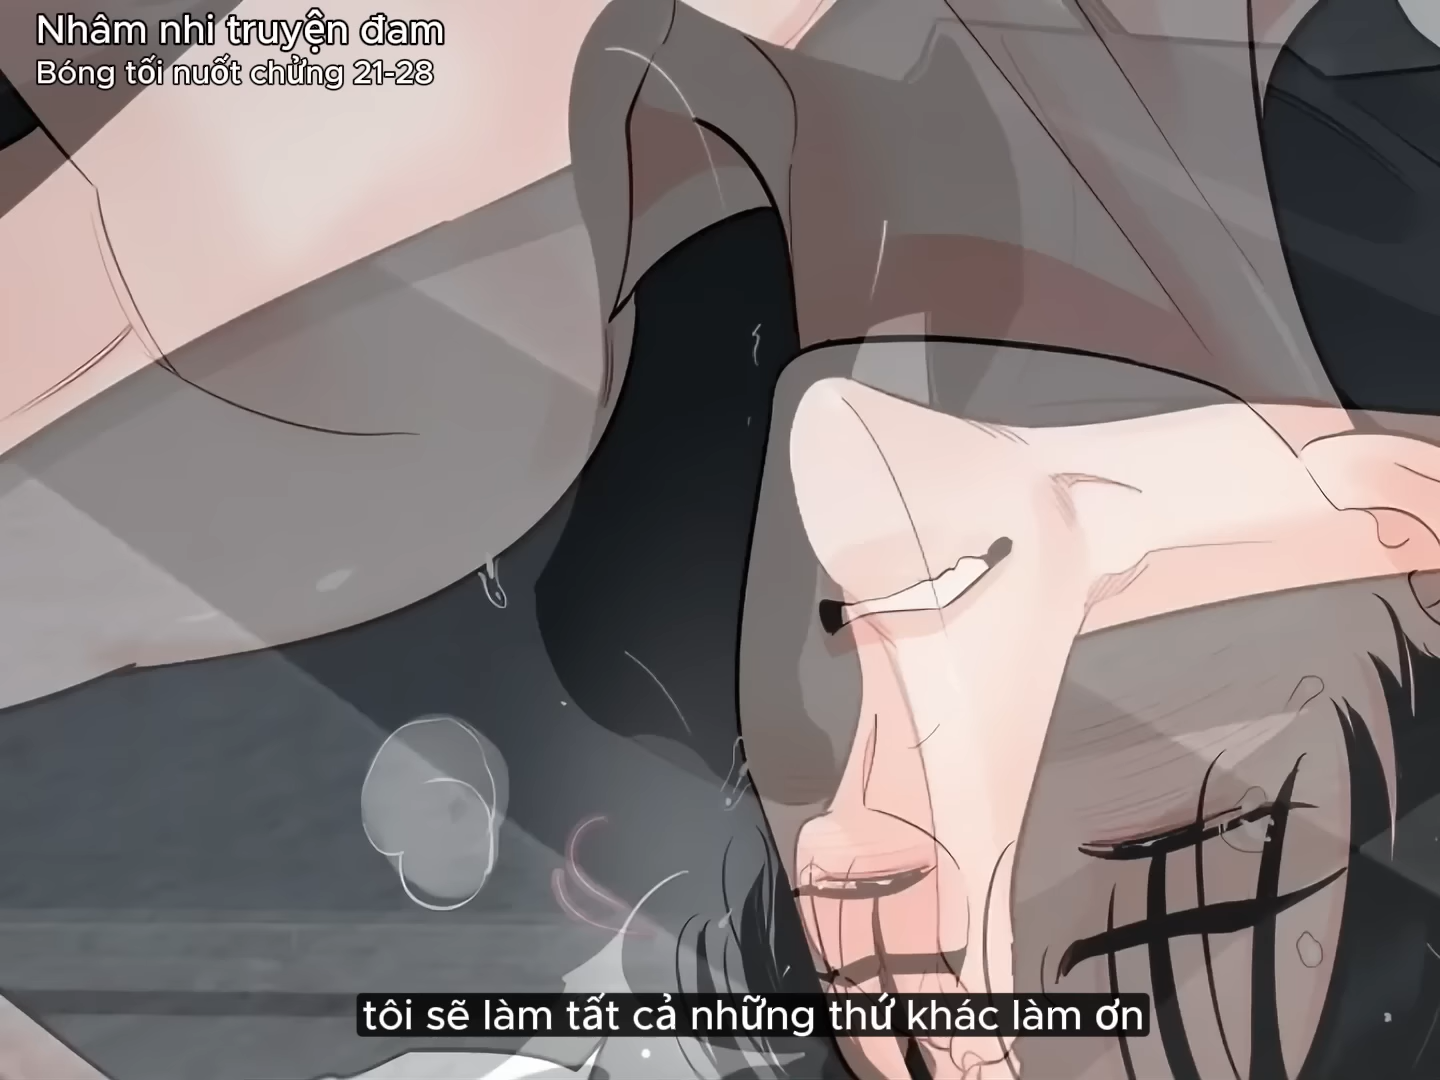 Nhâm nhi truyện đam
Bóng tối nuốt chửng 21-28
tôi sẽ làm tất cả những thứ khác làm ơn